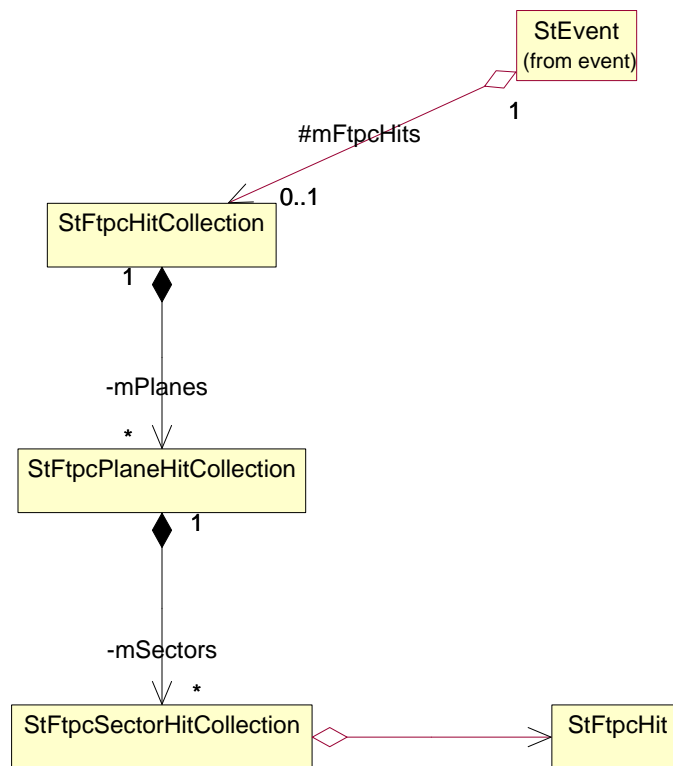 StEvent
(from event)
1
#mFtpcHits
0..1
StFtpcHitCollection
1
-mPlanes
*
StFtpcPlaneHitCollection
1
-mSectors
*
StFtpcSectorHitCollection
StFtpcHit